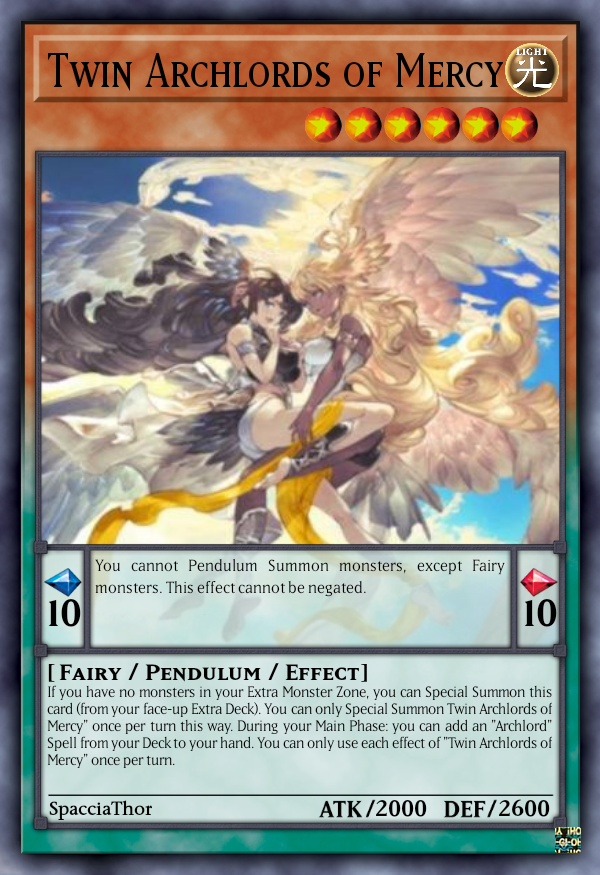 Twin Archlords of Mercy
LIGHT
光
You cannot Pendulum Summon monsters, except Fairy
monsters. This effect cannot be negated.
10
10
[ Fairy / Pendulum / Effect]
If you have no monsters in your Extra Monster Zone, you can Special Summon this
card (from your face-up Extra Deck). You can only Special Summon Twin Archlords of
Mercy" once per turn this way. During your Main Phase: you can add an "Archlord"
Spell from your Deck to your hand. You can only use each effect of "Twin Archlords of
Mercy" once per turn.
SpacciaThor
ATK/2000 DEF/2600